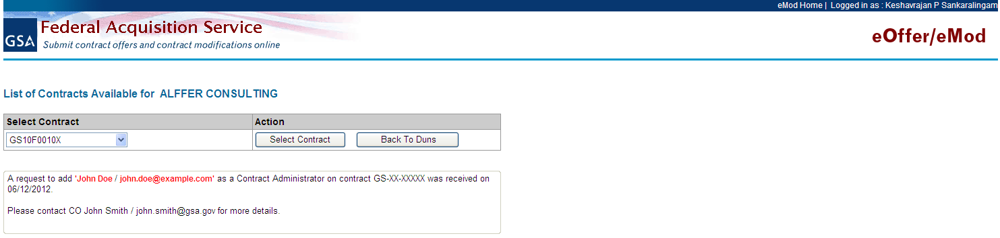 eMod Home | Logged in as : Keshavrajan P Sankaralingam
GSA
Federal Acquisition Service
Submit contract offers and contract modifications online
eOffer/eMod
List of Contracts Available for ALFFER CONSULTING
Select Contract Action
GS10F0010X Select Contract Back To Duns
A request to add 'John Doe / john.doe@example.com' as a Contract Administrator on contract GS-XX-XXXXX was received on
06/12/2012.
Please contact CO John Smith / john.smith@gsa.gov for more details.